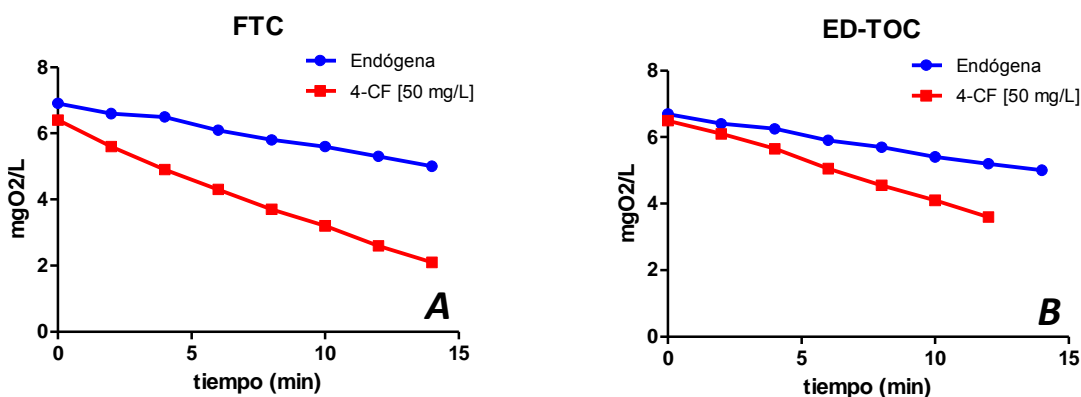 FTC
Endógena
4-CF [50 mg/L]
8
6
4
2
0
mgO2/L
0 5 10 15
tiempo (min)
A
ED-TOC
Endógena
4-CF [50 mg/L]
8
6
4
2
0
mgO2/L
0 5 10 15
tiempo (min)
B